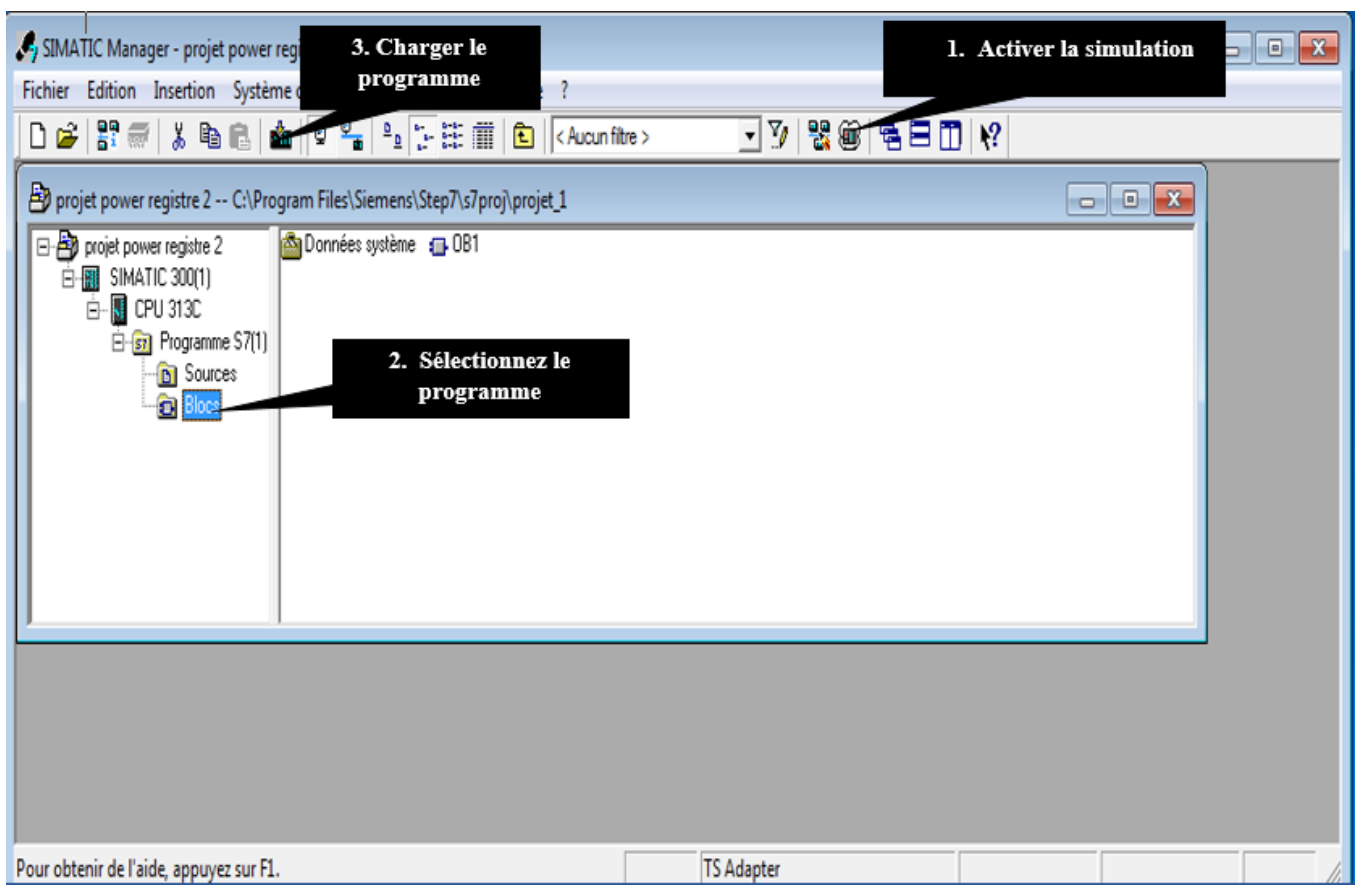 SIMATIC Manager - projet power regi
3. Charger le
programme
1. Activer la simulation
Fichier Edition Insertion Système ?
< Aucun filtre >
projet power registre 2 -- C:\Program Files\Siemens\Step7\s7proj\projet_1
projet power registre 2
Données système OB1
SIMATIC 300(1)
CPU 313C
Programme S7(1)
Sources
Blocs
2. Sélectionnez le
programme
Pour obtenir de l'aide, appuyez sur F1.
TS Adapter